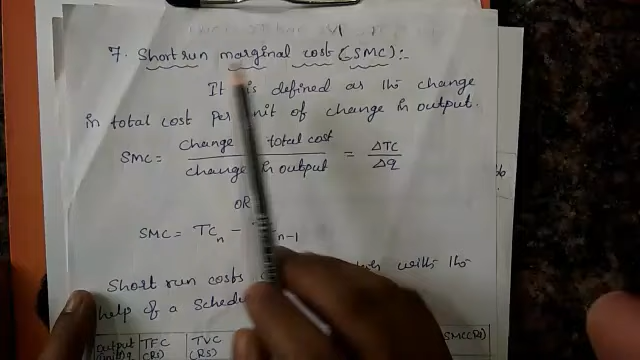 7. Short run marginal cost (SMC):-
It is defined as the change
in total cost per unit of change in output.
SMC = change total cost / change in output = ΔTC / Δq
OR
SMC = TCn - n-1
Short run costs with the
help of a
output TFC TVC SMC(Rs)
(Rs) (Rs)